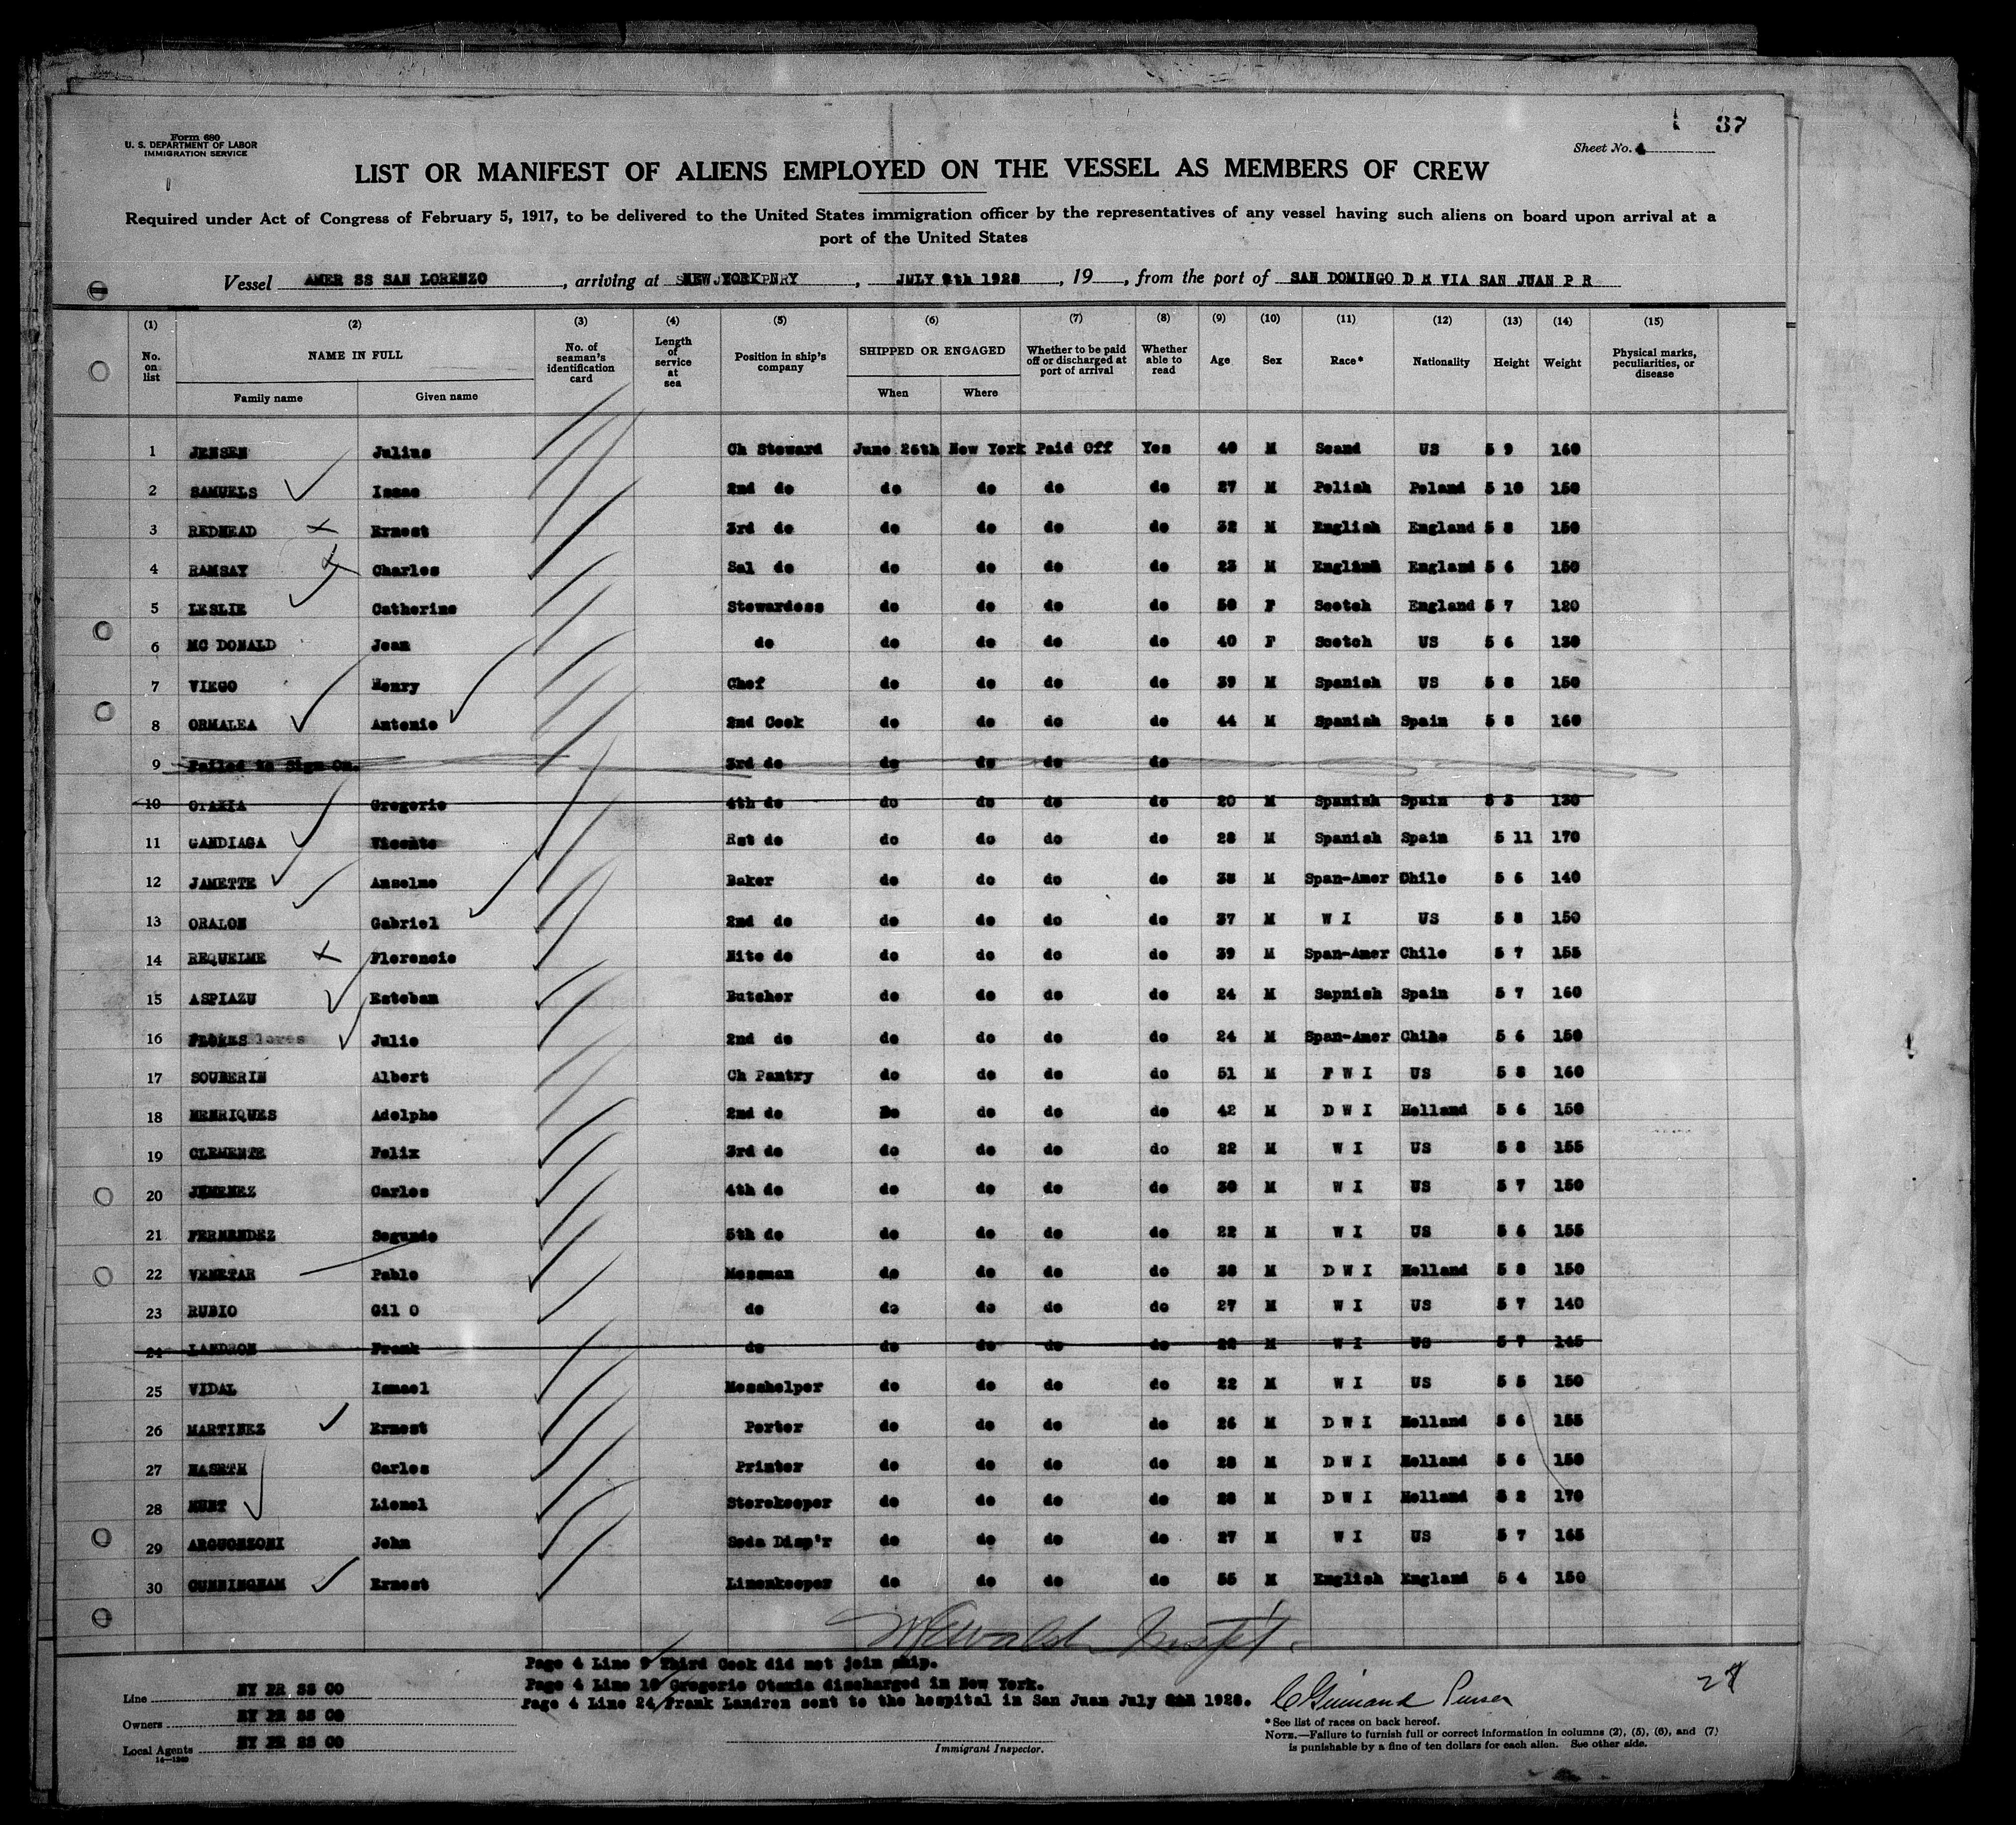 37
Form 680
U. S. DEPARTMENT OF LABOR
IMMIGRATION SERVICE
Sheet No. 4
LIST OR MANIFEST OF ALIENS EMPLOYED ON THE VESSEL AS MEMBERS OF CREW
Required under Act of Congress of February 5, 1917, to be delivered to the United States immigration officer by the representatives of any vessel having such aliens on board upon arrival at a
port of the United States
Vessel AMER SS SAN LORENZO, arriving at NEW YORK NY, JULY 9th 1928, 19, from the port of SAN DOMINGO D R VIA SAN JUAN P R
(1) (2) (3) (4) (5) (6) (7) (8) (9) (10) (11) (12) (13) (14) (15)
No. on list NAME IN FULL No. of seaman's identification card Length of service at sea Position in ship's company SHIPPED OR ENGAGED Whether to be paid off or discharged at port of arrival Whether able to read Age Sex Race* Nationality Height Weight Physical marks, peculiarities, or disease
Family name Given name When Where
1 JENSEN Julius Ch Steward June 26th New York Paid Off Yes 40 M Scand US 5 9 160
2 SAMUELS Isaac 2nd do do do do do 27 M Polish Poland 5 10 150
3 REDHEAD Ernest 3rd do do do do do 32 M English England 5 8 150
4 RAMSAY Charles Sal do do do do do 23 M English England 5 6 150
5 LESLIE Catherine Stewardess do do do do 50 F Scotch England 5 7 120
6 MC DONALD Jean do do do do do 40 F Scotch US 5 6 130
7 VIEGO Henry Chef do do do do 39 M Spanish US 5 8 150
8 ORMALEA Antonio 2nd Cook do do do do 44 M Spanish Spain 5 8 160
9 Failed to Sign On. 3rd do do do do do
10 OTAXIA Gregorio 4th do do do do do 20 M Spanish Spain 5 5 130
11 GANDIAGA Vicente Rst do do do do do 28 M Spanish Spain 5 11 170
12 JAMETTE Anselmo Baker do do do do 38 M Span-Amer Chile 5 6 140
13 ORALON Gabriel 2nd do do do do do 37 M W I US 5 8 150
14 REQUELME Florencio Nite do do do do do 39 M Span-Amer Chile 5 7 155
15 ASPIAZU Esteban Butcher do do do do 24 M Sapnish Spain 5 7 160
16 FLORES lores Julio 2nd do do do do do 24 M Span-Amer Chile 5 6 150
17 SOUBERIN Albert Ch Pantry do do do do 51 M F W I US 5 8 160
18 HENRIQUES Adolphe 2nd do Do do do do 42 M D W I Holland 5 6 150
19 CLEMENTE Felix 3rd do do do do do 22 M W I US 5 8 155
20 JEMENEZ Carlos 4th do do do do do 30 M W I US 5 7 150
21 FERNENDEZ Segundo 5th do do do do do 22 M W I US 5 6 155
22 VENETAR Pablo Messman do do do do 38 M D W I Holland 5 8 150
23 RUBIO Gil O do do do do do 27 M W I US 5 7 140
24 LANDRON Frank do do do do do 22 M W I US 5 7 145
25 VIDAL Ismael Messhelper do do do do 22 M W I US 5 5 150
26 MARTINEZ Ernest Porter do do do do 26 M D W I Holland 5 6 155
27 Carlos Printer do do do do 28 M D W I Holland 5 6 150
28 HUNT Lionel Storekeeper do do do do 28 M D W I Holland 5 2 170
29 ARGUONZONI John Soda Disp'r do do do do 27 M W I US 5 7 165
30 CUNNINGHAM Ernest Linenkeeper do do do do 55 M English England 5 4 150
Page 4 Line 9 Third Cook did not join ship.
Page 4 Line 10 Gregorio Otaxia discharged in New York.
Page 4 Line 24 Frank Landron sent to the hospital in San Juan July 1928.
Purser
Line NY PR SS CO
Owners NY PR SS CO
Local Agents NY PR SS CO
14—1240
Immigrant Inspector.
* See list of races on back hereof.
NOTE.—Failure to furnish full or correct information in columns (2), (5), (6), and (7)
is punishable by a fine of ten dollars for each alien. See other side.